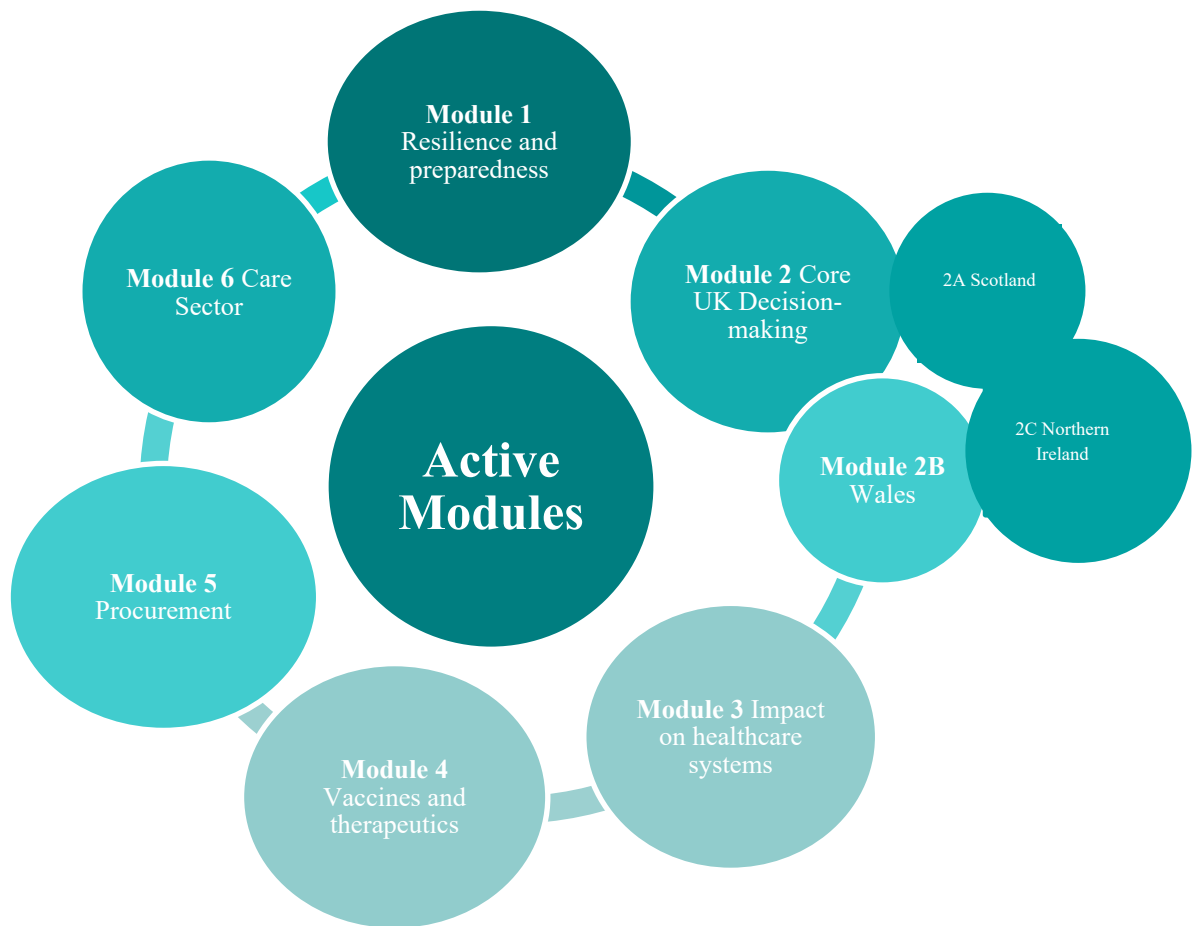 Module 1
Resilience and
preparedness
Module 2 Core
UK Decision-
making
2A Scotland
2C Northern
Ireland
Module 2B
Wales
Module 3 Impact
on healthcare
systems
Module 4
Vaccines and
therapeutics
Module 5
Procurement
Module 6 Care
Sector
Active
Modules